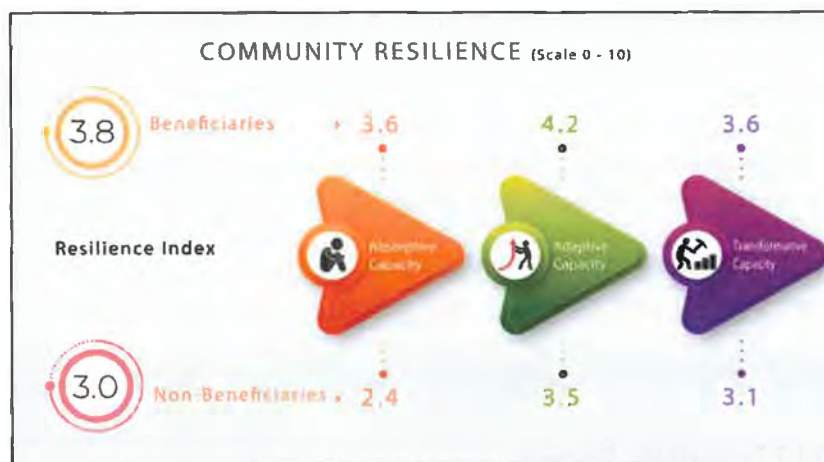 COMMUNITY RESILIENCE (Scale 0 - 10)
3.8 Beneficiaries 3.6 4.2 3.6
Resilience Index
Absorptive Capacity
Adaptive Capacity
Transformative Capacity
3.0 Non Beneficiaries 2.4 3.5 3.1